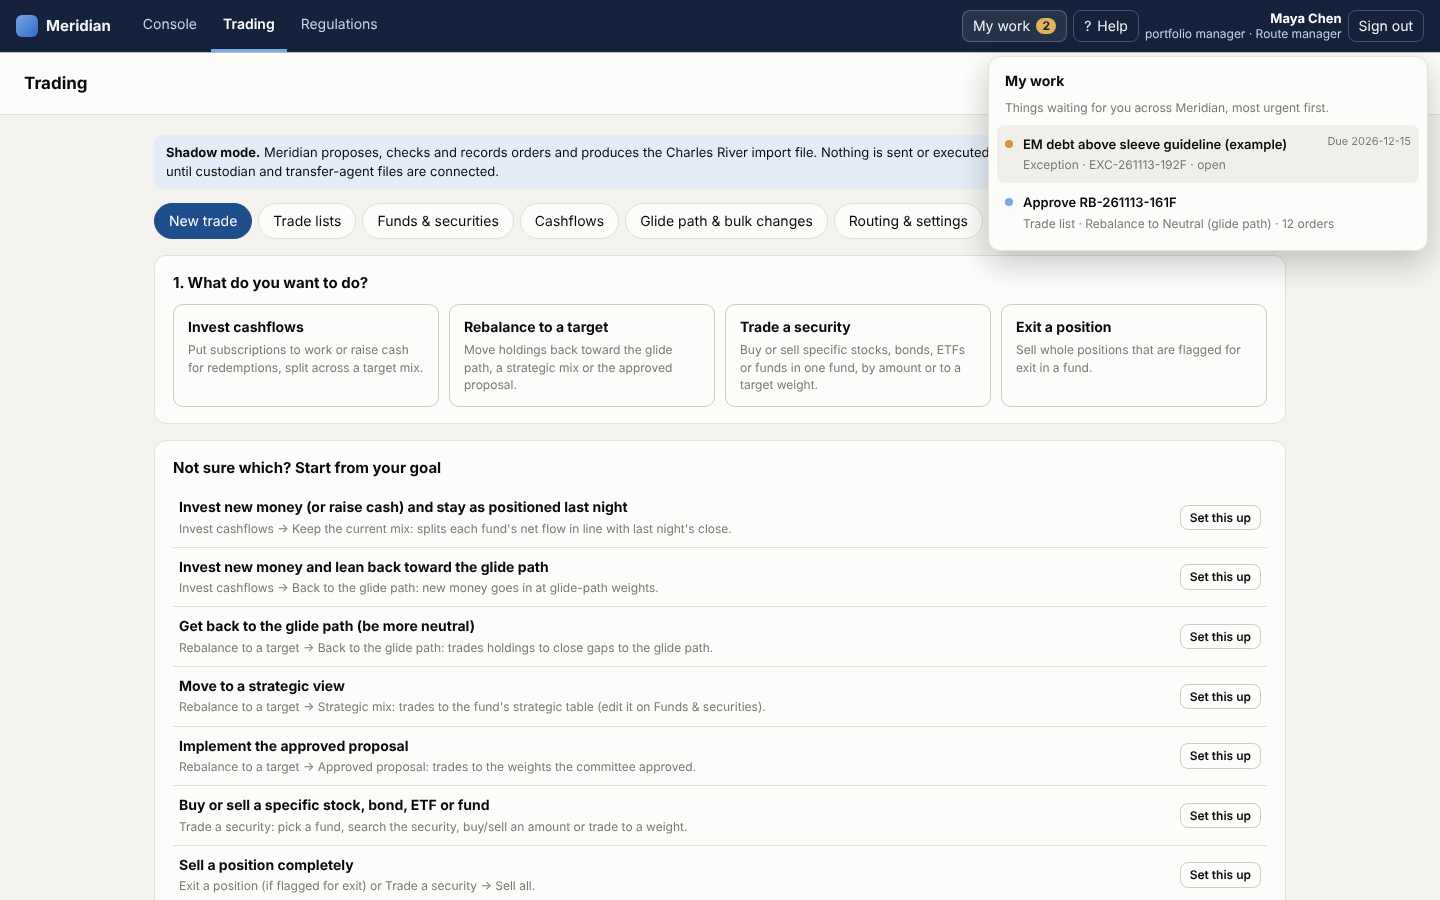 Meridian
Console
Trading
Regulations
My work 2
? Help
Maya Chen
portfolio manager · Route manager
Sign out
Trading
My work
Things waiting for you across Meridian, most urgent first.
EM debt above sleeve guideline (example)
Due 2026-12-15
Exception · EXC-261113-192F · open
Approve RB-261113-161F
Trade list · Rebalance to Neutral (glide path) · 12 orders
Shadow mode. Meridian proposes, checks and records orders and produces the Charles River import file. Nothing is sent or executed
until custodian and transfer-agent files are connected.
New trade
Trade lists
Funds & securities
Cashflows
Glide path & bulk changes
Routing & settings
1. What do you want to do?
Invest cashflows
Put subscriptions to work or raise cash
for redemptions, split across a target mix.
Rebalance to a target
Move holdings back toward the glide
path, a strategic mix or the approved
proposal.
Trade a security
Buy or sell specific stocks, bonds, ETFs
or funds in one fund, by amount or to a
target weight.
Exit a position
Sell whole positions that are flagged for
exit in a fund.
Not sure which? Start from your goal
Invest new money (or raise cash) and stay as positioned last night
Invest cashflows → Keep the current mix: splits each fund's net flow in line with last night's close.
Set this up
Invest new money and lean back toward the glide path
Invest cashflows → Back to the glide path: new money goes in at glide-path weights.
Set this up
Get back to the glide path (be more neutral)
Rebalance to a target → Back to the glide path: trades holdings to close gaps to the glide path.
Set this up
Move to a strategic view
Rebalance to a target → Strategic mix: trades to the fund's strategic table (edit it on Funds & securities).
Set this up
Implement the approved proposal
Rebalance to a target → Approved proposal: trades to the weights the committee approved.
Set this up
Buy or sell a specific stock, bond, ETF or fund
Trade a security: pick a fund, search the security, buy/sell an amount or trade to a weight.
Set this up
Sell a position completely
Exit a position (if flagged for exit) or Trade a security → Sell all.
Set this up